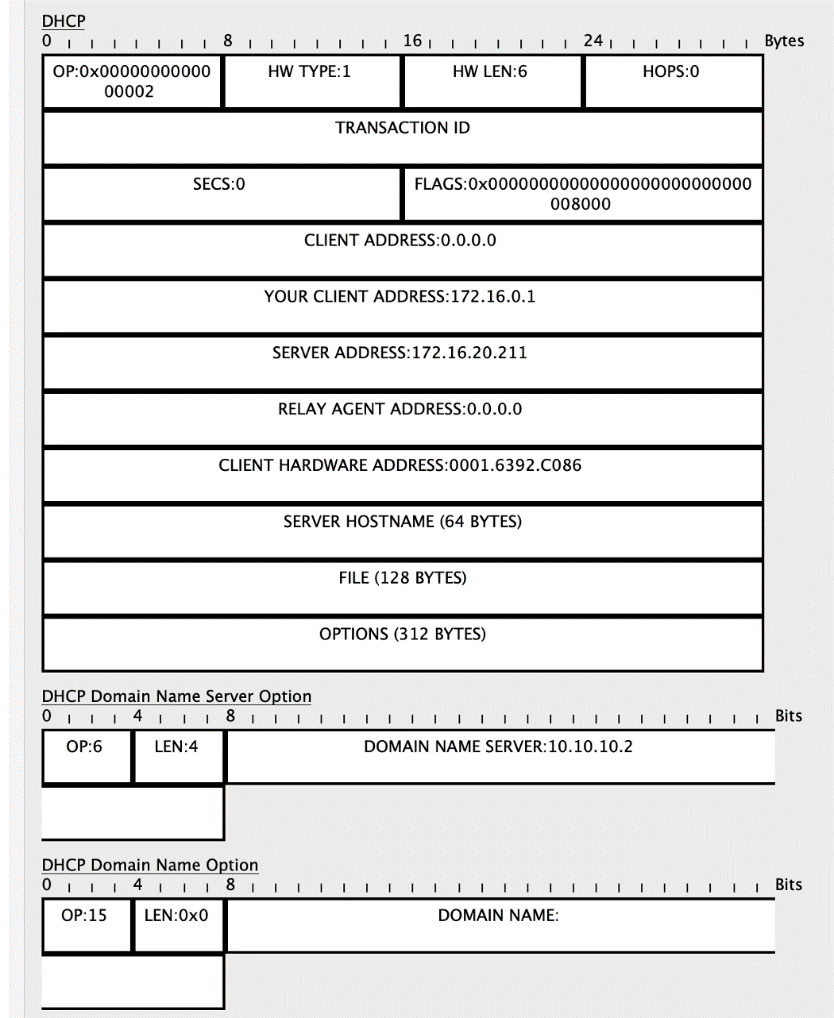 DHCP
0 8 16 24 Bytes
OP:0x00000000000
00002
HW TYPE:1
HW LEN:6
HOPS:0
TRANSACTION ID
SECS:0
FLAGS:0x00000000000000000000000000
008000
CLIENT ADDRESS:0.0.0.0
YOUR CLIENT ADDRESS:172.16.0.1
SERVER ADDRESS:172.16.20.211
RELAY AGENT ADDRESS:0.0.0.0
CLIENT HARDWARE ADDRESS:0001.6392.C086
SERVER HOSTNAME (64 BYTES)
FILE (128 BYTES)
OPTIONS (312 BYTES)
DHCP Domain Name Server Option
0 4 8 Bits
OP:6
LEN:4
DOMAIN NAME SERVER:10.10.10.2
DHCP Domain Name Option
0 4 8 Bits
OP:15
LEN:0x0
DOMAIN NAME: